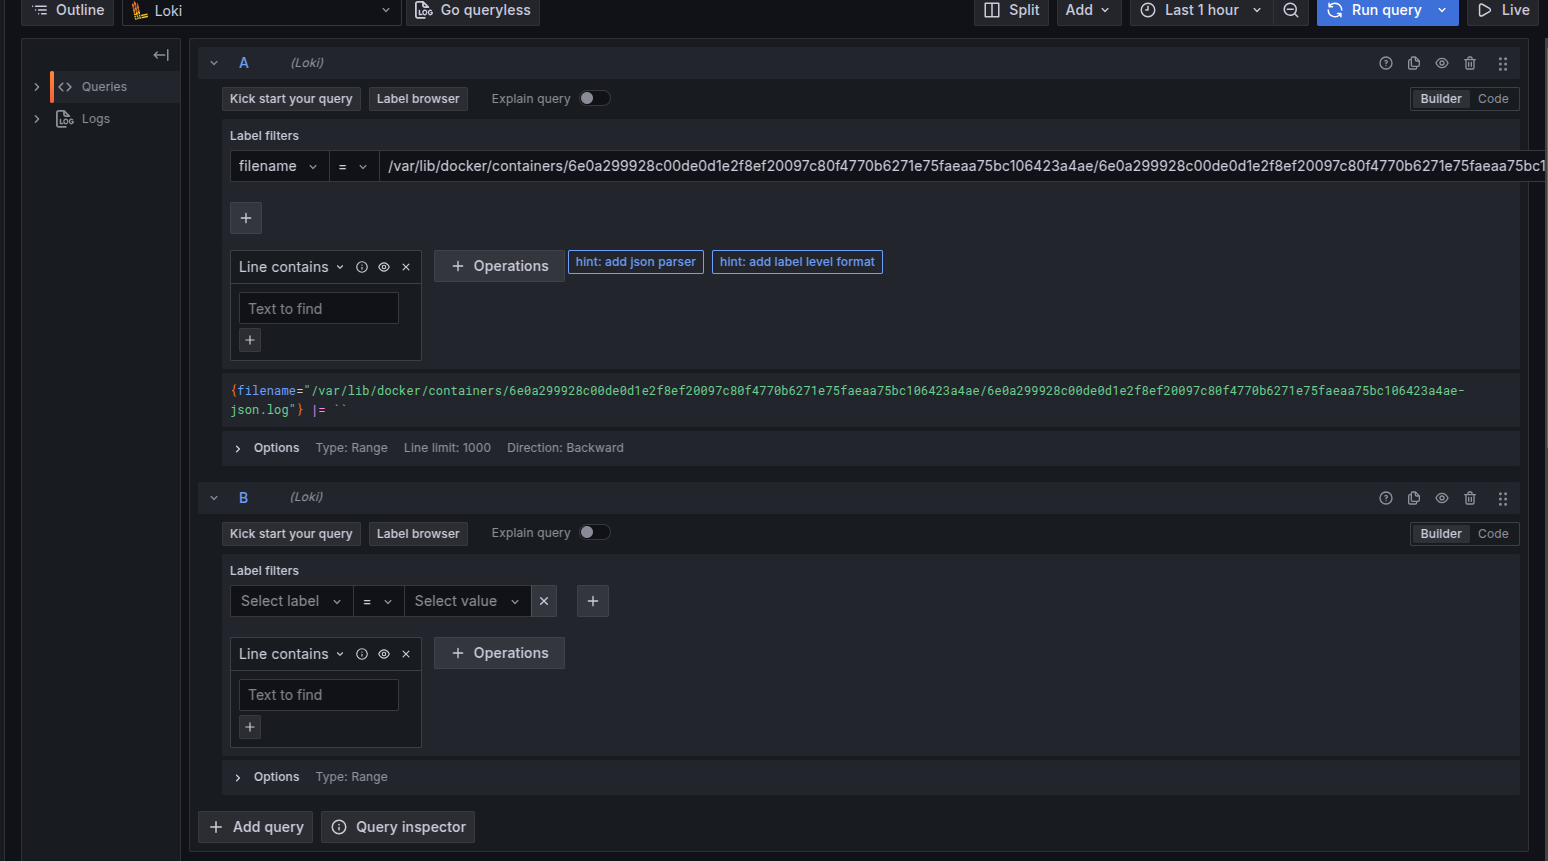 Outline Loki Go queryless Split Add Last 1 hour Run query Live
Queries
Logs
A (Loki)
Kick start your query Label browser Explain query Builder Code
Label filters
filename = /var/lib/docker/containers/6e0a299928c00de0d1e2f8ef20097c80f4770b6271e75faeaa75bc106423a4ae/6e0a299928c00de0d1e2f8ef20097c80f4770b6271e75faeaa75bc1
+
Line contains + Operations hint: add json parser hint: add label level format
Text to find
+
{filename="/var/lib/docker/containers/6e0a299928c00de0d1e2f8ef20097c80f4770b6271e75faeaa75bc106423a4ae/6e0a299928c00de0d1e2f8ef20097c80f4770b6271e75faeaa75bc106423a4ae-
json.log"} |= ``
Options Type: Range Line limit: 1000 Direction: Backward
B (Loki)
Kick start your query Label browser Explain query Builder Code
Label filters
Select label = Select value × +
Line contains + Operations
Text to find
+
Options Type: Range
+ Add query Query inspector